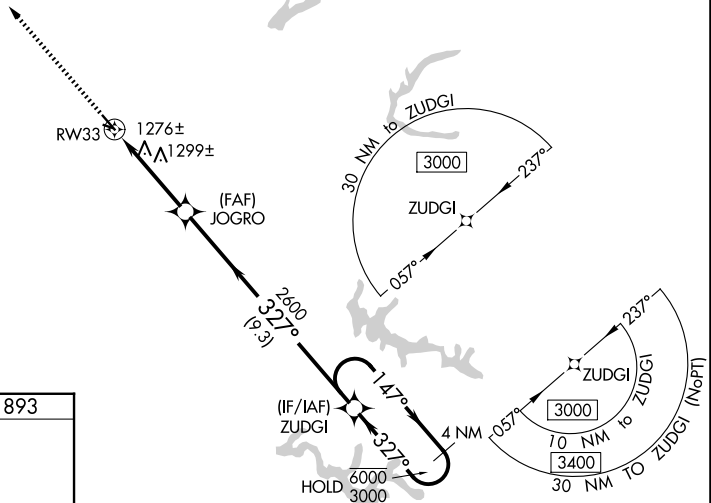 RW33
1276±
1299±
(FAF)
JOGRO
2600
327°
(9.3)
30 NM to ZUDGI
3000
237°
ZUDGI
057°
147°
(IF/IAF)
ZUDGI
327°
4 NM
HOLD
6000
3000
237°
ZUDGI
057°
3000
10 NM to ZUDGI
3400
30 NM TO ZUDGI (NoPT)
893